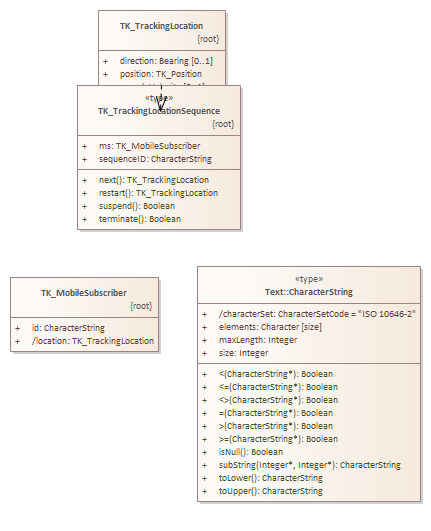 TK_TrackingLocation
{root}
+ direction: Bearing [0..1]
+ position: TK_Position
«type»
TK_TrackingLocationSequence
{root}
+ ms: TK_MobileSubscriber
+ sequenceID: CharacterString
+ next(): TK_TrackingLocation
+ restart(): TK_TrackingLocation
+ suspend(): Boolean
+ terminate(): Boolean
TK_MobileSubscriber
{root}
+ id: CharacterString
+ /location: TK_TrackingLocation
«type»
Text::CharacterString
+ /characterSet: CharacterSetCode = "ISO 10646-2"
+ elements: Character [size]
+ maxLength: Integer
+ size: Integer
+ <(CharacterString*): Boolean
+ <=(CharacterString*): Boolean
+ <>(CharacterString*): Boolean
+ =(CharacterString*): Boolean
+ >(CharacterString*): Boolean
+ >=(CharacterString*): Boolean
+ isNull(): Boolean
+ subString(Integer*, Integer*): CharacterString
+ toLower(): CharacterString
+ toUpper(): CharacterString